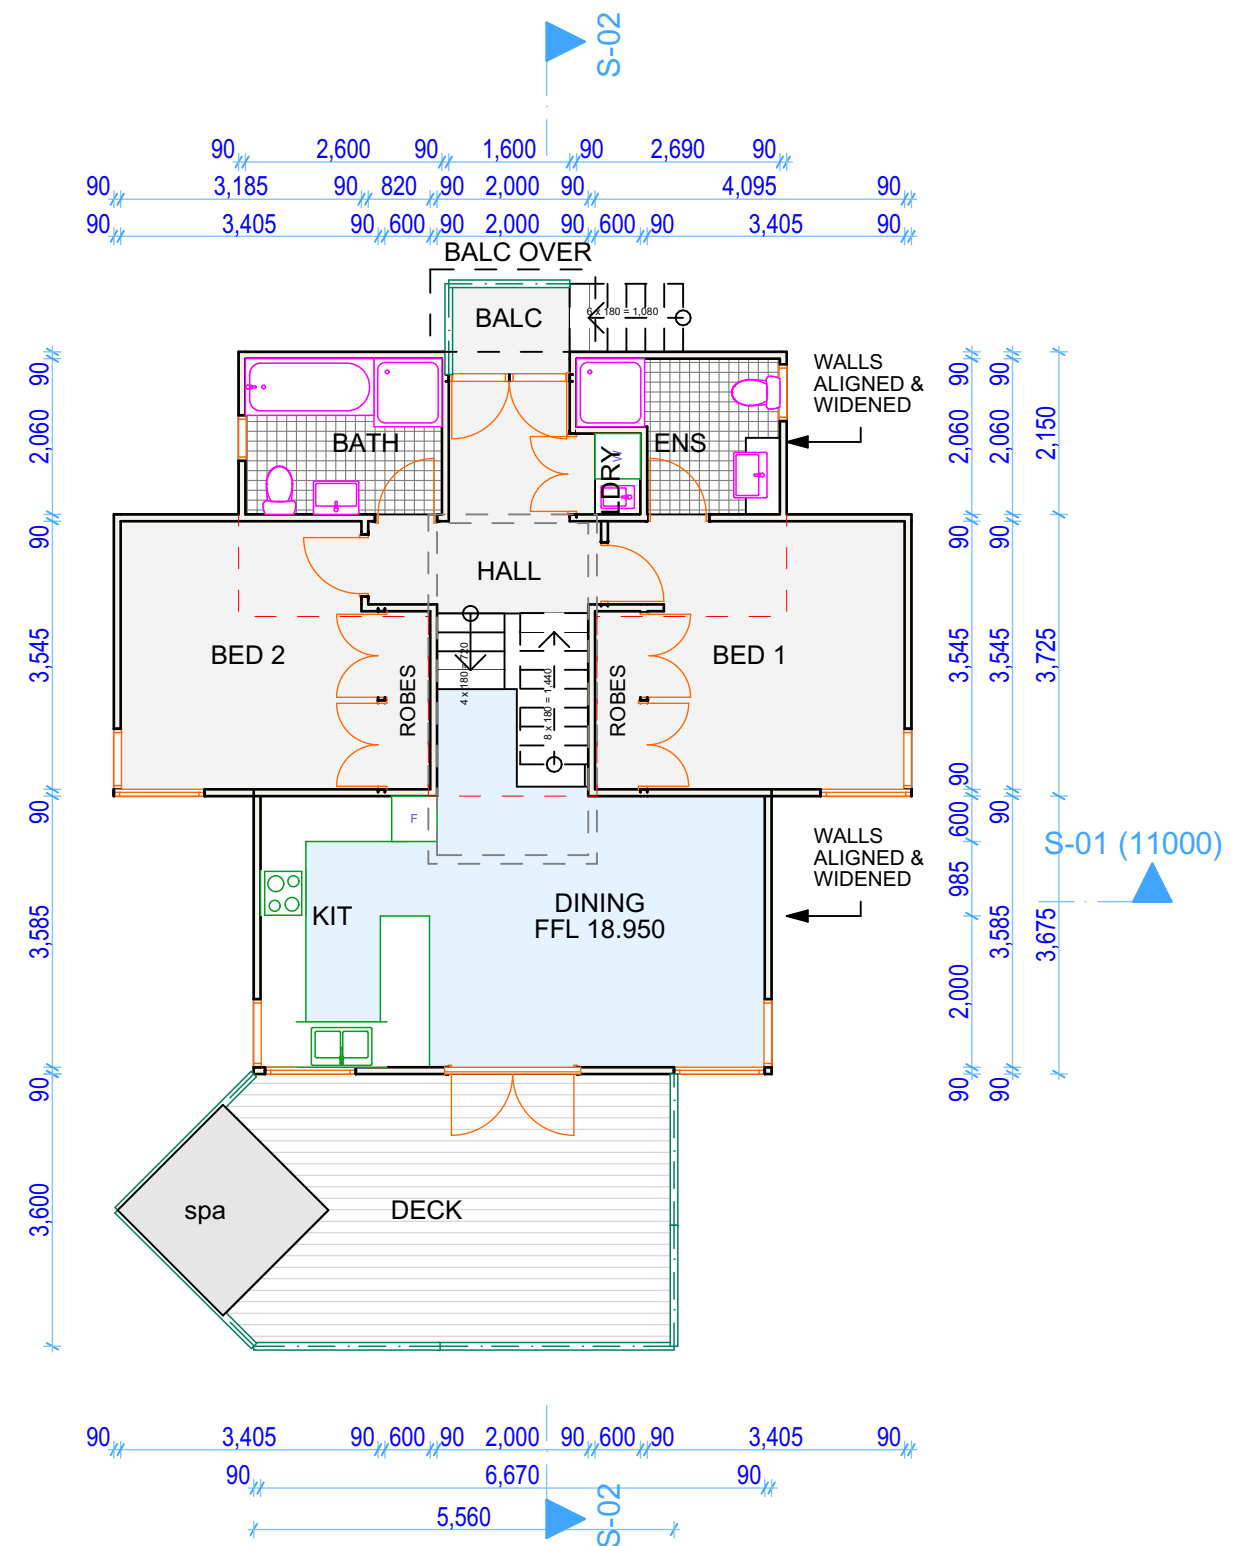 S-02
90 2,600 90 1,600 90 2,690 90
90 3,185 90 820 90 2,000 90 4,095 90
90 3,405 90 600 90 2,000 90 600 90 3,405 90
BALC OVER
BALC
6 x 180 = 1,080
WALLS
ALIGNED &
WIDENED
BATH
ENS
LDRY
W
HALL
BED 2
BED 1
ROBES
ROBES
4 x 180 = 720
8 x 180 = 1,440
F
KIT
DINING
FFL 18.950
WALLS
ALIGNED &
WIDENED
S-01 (11000)
spa
DECK
90
2,060
90
3,545
90
3,585
90
3,600
90
2,060
90
3,545
90
600
985
2,000
90
90
2,060
90
3,545
90
3,585
90
2,150
3,725
3,675
90 3,405 90 600 90 2,000 90 600 90 3,405 90
90 6,670 90
5,560
S-02